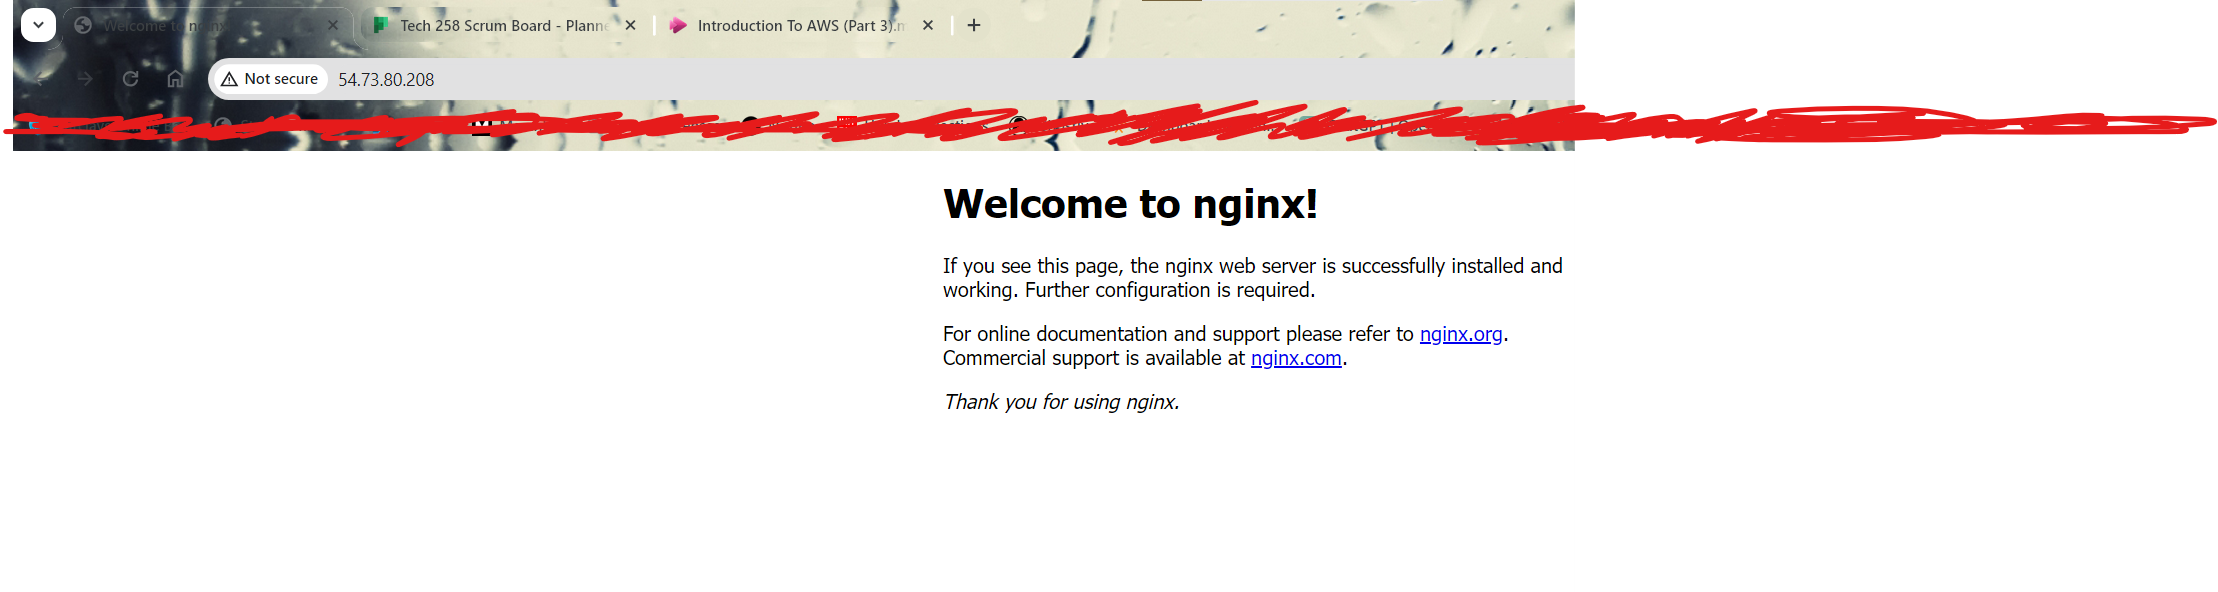 Welcome to nginx
Tech 258 Scrum Board - Planne
Introduction To AWS (Part 3).m
Not secure
54.73.80.208
Welcome to nginx!
If you see this page, the nginx web server is successfully installed and
working. Further configuration is required.
For online documentation and support please refer to nginx.org.
Commercial support is available at nginx.com.
Thank you for using nginx.